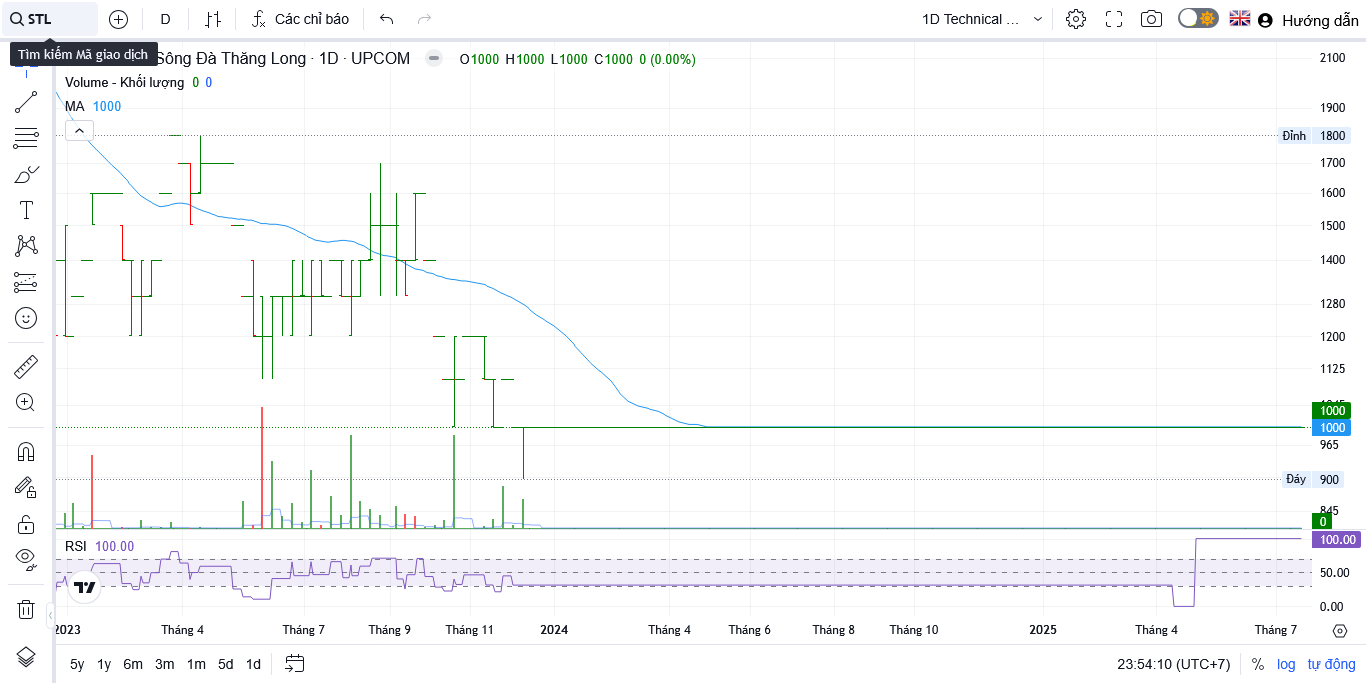 STL D Các chỉ báo 1D Technical ... Hướng dẫn
Tìm kiếm Mã giao dịch
Sông Đà Thăng Long · 1D · UPCOM O1000 H1000 L1000 C1000 0 (0.00%)
Volume - Khối lượng 0 0
MA 1000
2100
1900
Đỉnh 1800
1700
1600
1500
1400
1280
1200
1125
1000
1000
965
Đáy 900
845
0
RSI 100.00
100.00
50.00
0.00
2023 Tháng 4 Tháng 7 Tháng 9 Tháng 11 2024 Tháng 4 Tháng 6 Tháng 8 Tháng 10 2025 Tháng 4 Tháng 7
5y 1y 6m 3m 1m 5d 1d 23:54:10 (UTC+7) % log tự động